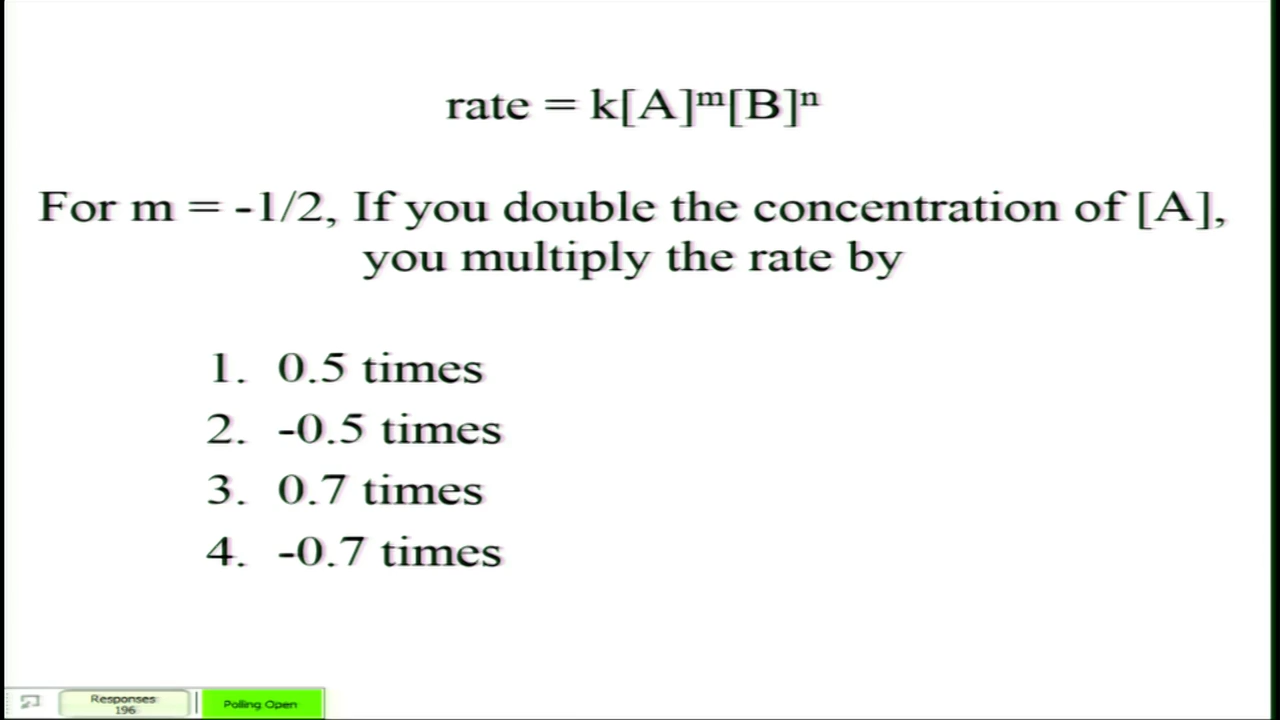 rate = k[A]ᵐ[B]ⁿ
For m = -1/2, If you double the concentration of [A],
you multiply the rate by
1. 0.5 times
2. -0.5 times
3. 0.7 times
4. -0.7 times
Responses
196
Polling Open